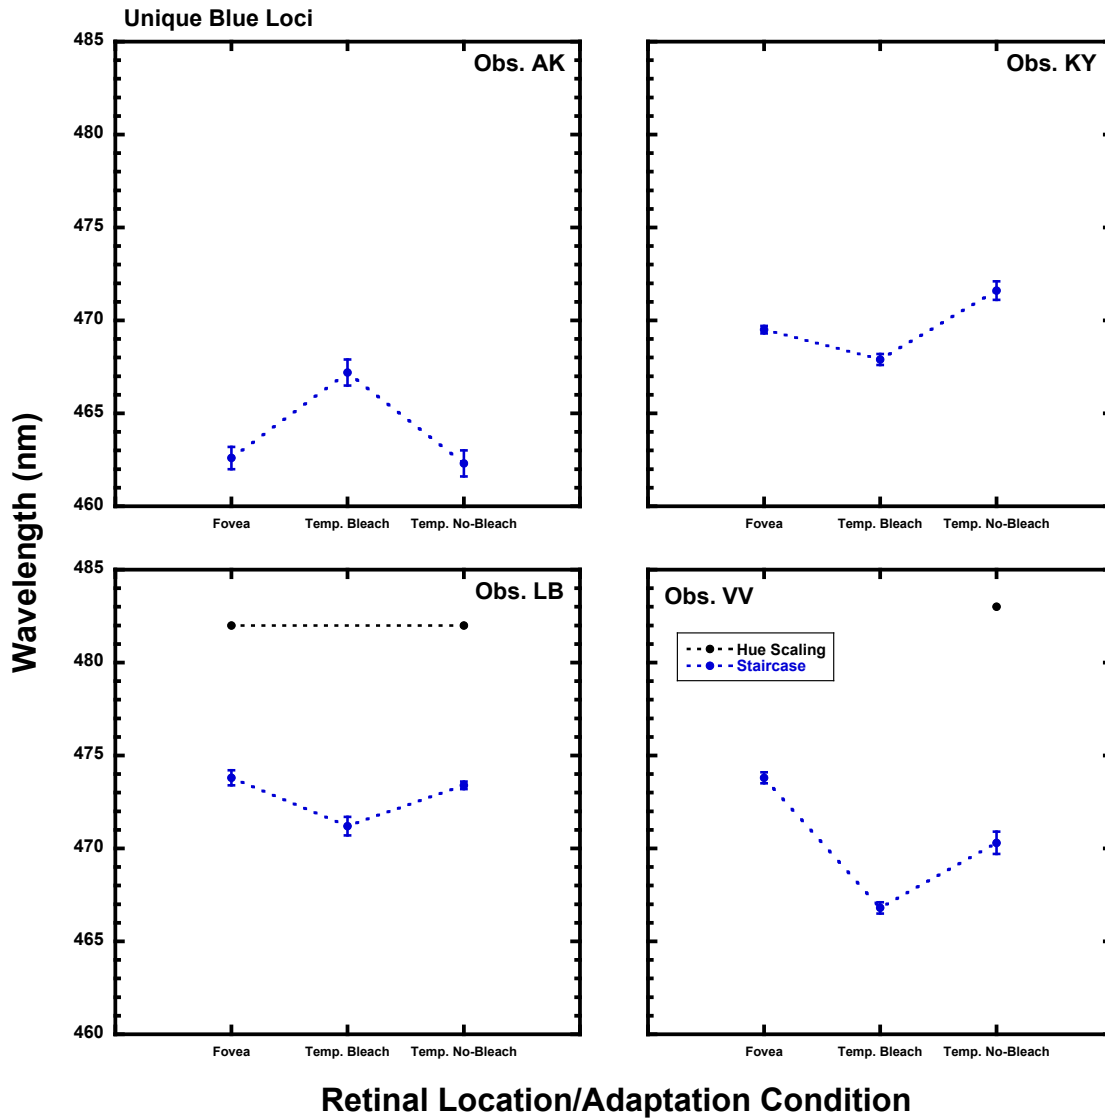 Unique Blue Loci
Wavelength (nm)
485
480
475
470
465
460
Obs. AK
Fovea
Temp. Bleach
Temp. No-Bleach
Obs. KY
Fovea
Temp. Bleach
Temp. No-Bleach
485
480
475
470
465
460
Obs. LB
Fovea
Temp. Bleach
Temp. No-Bleach
Obs. VV
Hue Scaling
Staircase
Fovea
Temp. Bleach
Temp. No-Bleach
Retinal Location/Adaptation Condition